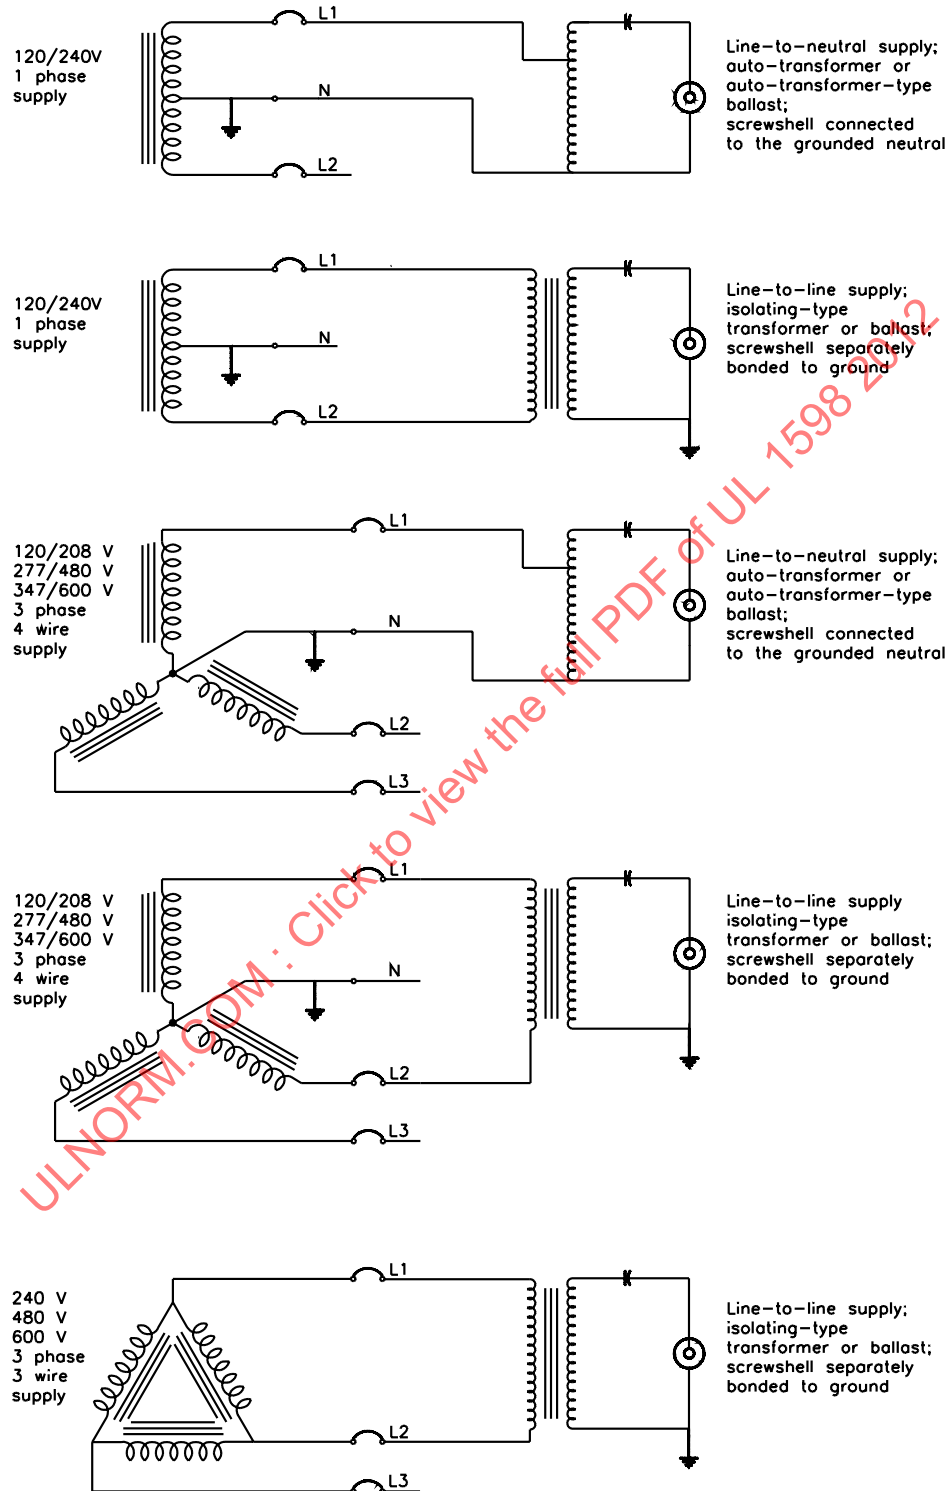 120/240V
1 phase
supply
L1
N
L2
Line-to-neutral supply;
auto-transformer or
auto-transformer-type
ballast;
screwshell connected
to the grounded neutral
120/240V
1 phase
supply
L1
N
L2
Line-to-line supply;
isolating-type
transformer or ballast;
screwshell separately
bonded to ground
120/208 V
277/480 V
347/600 V
3 phase
4 wire
supply
L1
N
L2
L3
Line-to-neutral supply;
auto-transformer or
auto-transformer-type
ballast;
screwshell connected
to the grounded neutral
120/208 V
277/480 V
347/600 V
3 phase
4 wire
supply
L1
N
L2
L3
Line-to-line supply
isolating-type
transformer or ballast;
screwshell separately
bonded to ground
240 V
480 V
600 V
3 phase
3 wire
supply
L1
L2
L3
Line-to-line supply;
isolating-type
transformer or ballast;
screwshell separately
bonded to ground
ULNORM.COM : Click to view the full PDF of UL 1598 2012